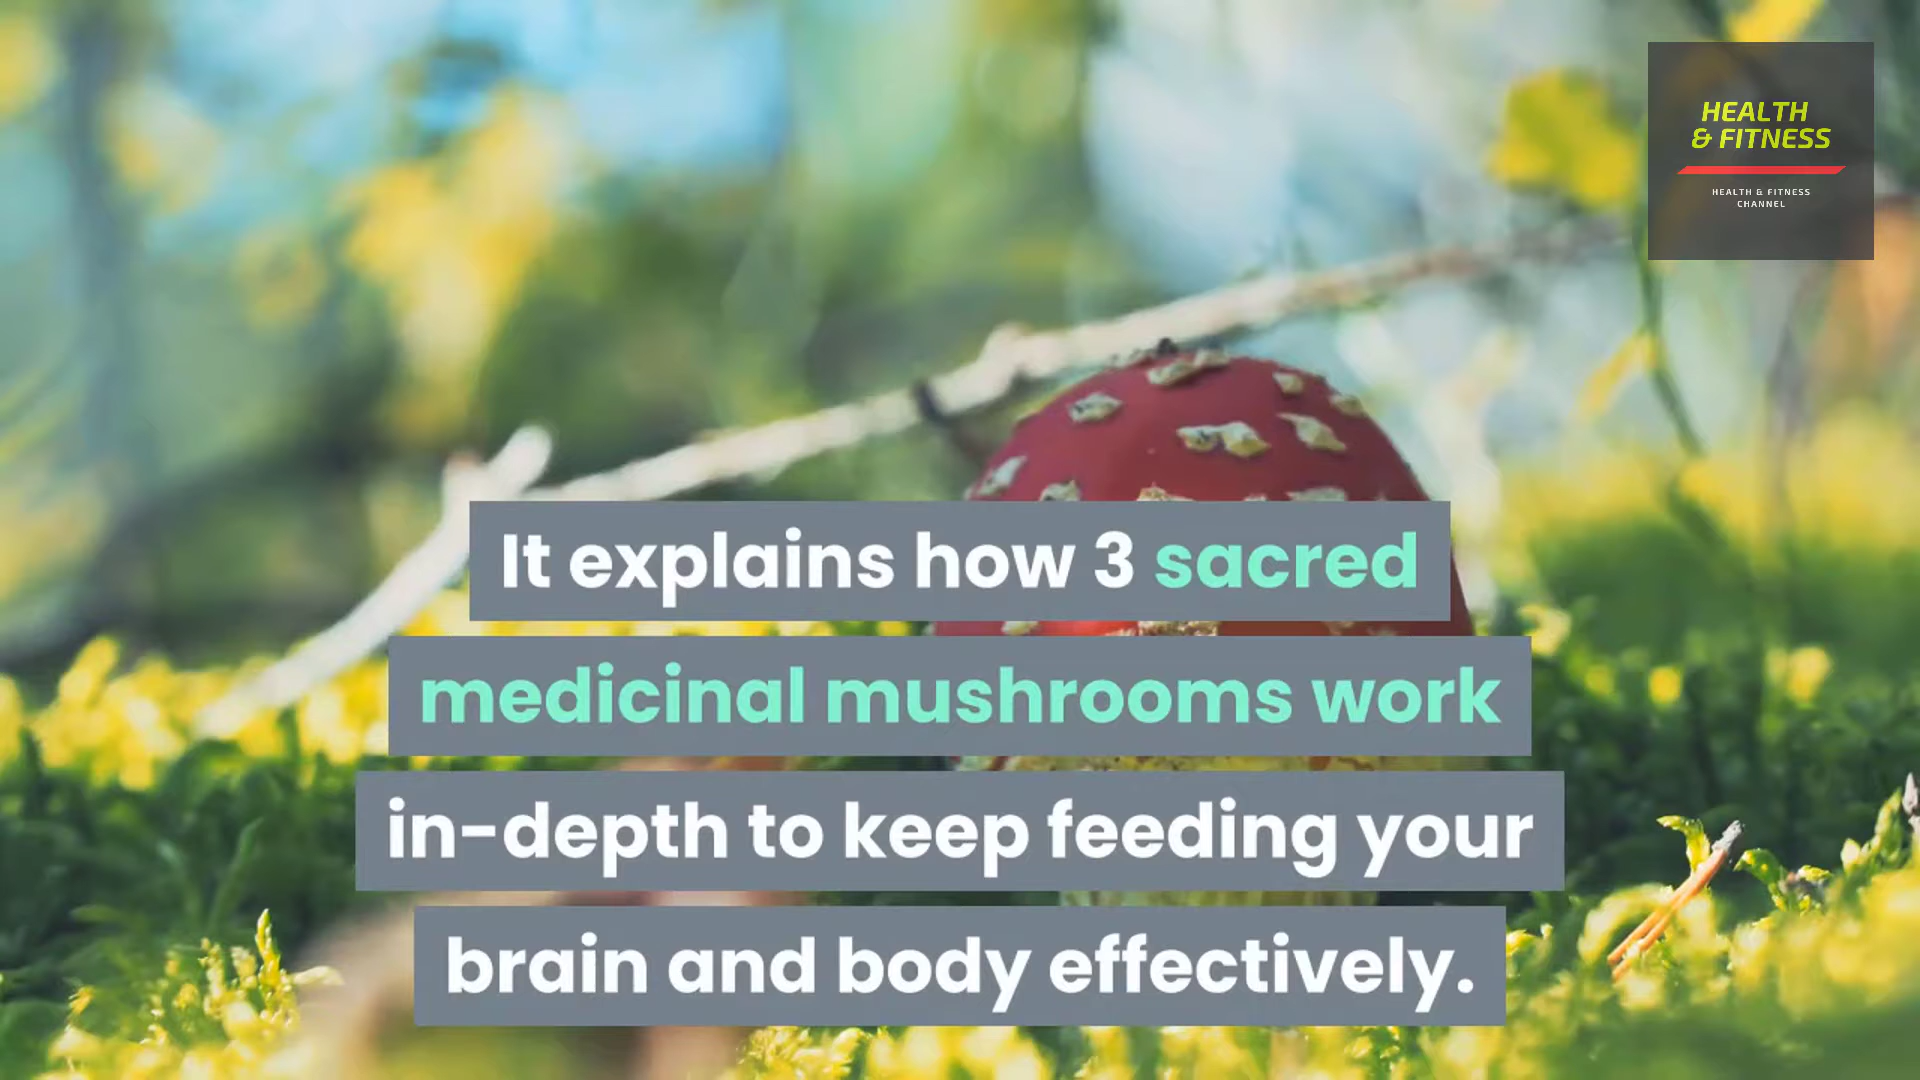 HEALTH
& FITNESS
HEALTH & FITNESS
CHANNEL
It explains how 3 sacred
medicinal mushrooms work
in-depth to keep feeding your
brain and body effectively.